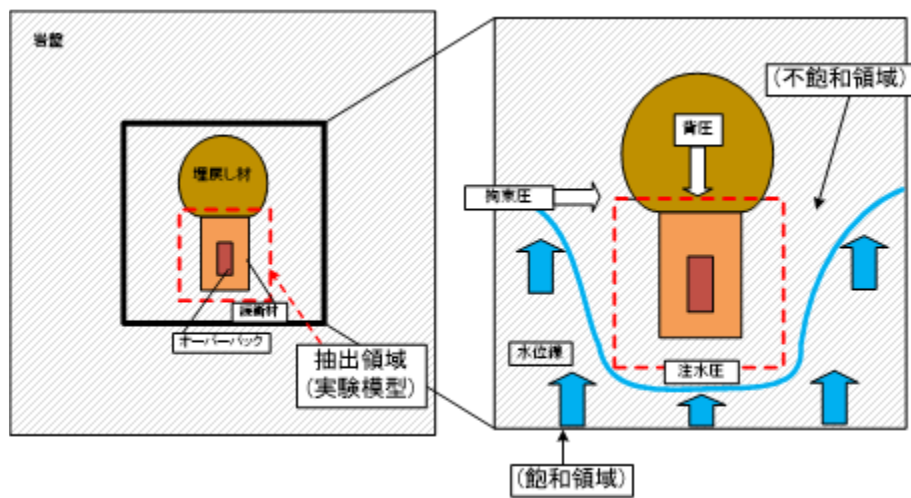 岩盤
埋戻し材
緩衝材
オーバーパック
抽出領域
(実験模型)
(不飽和領域)
背圧
拘束圧
水位線
注水圧
(飽和領域)